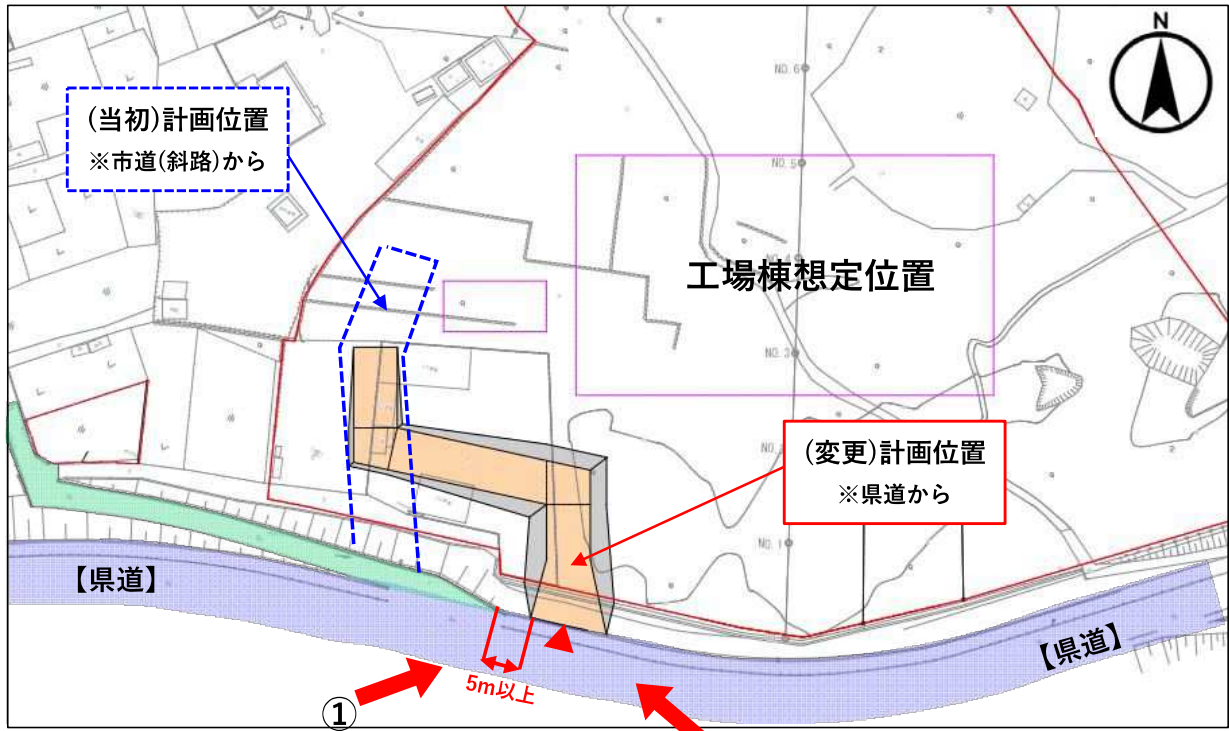 N
(当初)計画位置
※市道(斜路)から
NO. 6
NO. 5
工場棟想定位置
NO. 3
(変更)計画位置
※県道から
NO. 1
【県道】
【県道】
5m以上
①